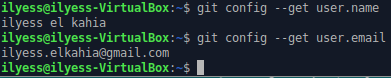 ilyess@ilyess-VirtualBox:~$ git config --get user.name
ilyess el kahia
ilyess@ilyess-VirtualBox:~$ git config --get user.email
ilyess.elkahia@gmail.com
ilyess@ilyess-VirtualBox:~$